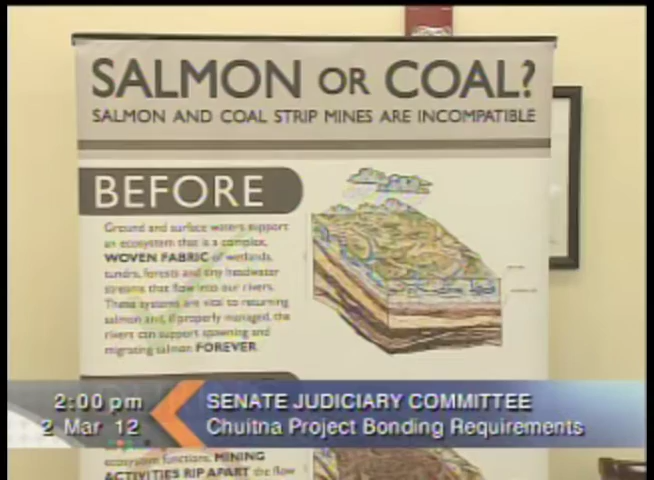 SALMON OR COAL?
SALMON AND COAL STRIP MINES ARE INCOMPATIBLE
BEFORE
Ground and surface waters support
an ecosystem that is a complex,
WOVEN FABRIC of wetlands,
tundra, forests and tiny headwater
streams that flow into our rivers.
These systems are vital to returning
salmon and, if properly managed, the
rivers can support spawning and
migrating salmon FOREVER.
2:00 pm
SENATE JUDICIARY COMMITTEE
2 Mar 12
Chuitna Project Bonding Requirements
ecosystem functions. MINING
ACTIVITIES RIP APART the flow